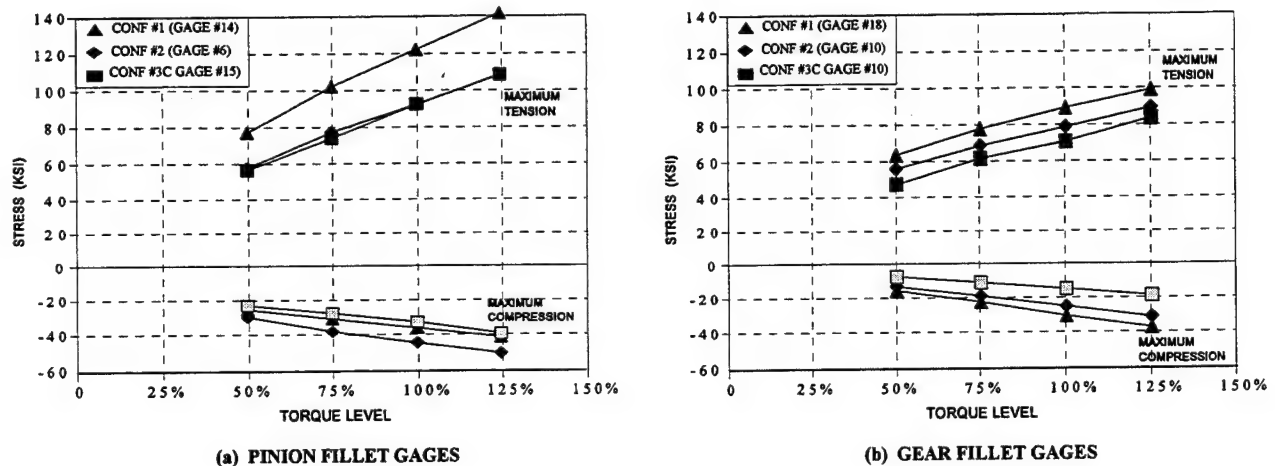 140
120
100
80
60
40
20
0
-20
-40
-60
STRESS (KSI)
CONF #1 (GAGE #14)
CONF #2 (GAGE #6)
CONF #3C GAGE #15)
MAXIMUM
TENSION
MAXIMUM
COMPRESSION
0 25% 50% 75% 100% 125% 150%
TORQUE LEVEL
(a) PINION FILLET GAGES
140
120
100
80
60
40
20
0
-20
-40
-60
STRESS (KSI)
CONF #1 (GAGE #18)
CONF #2 (GAGE #10)
CONF #3C GAGE #10)
MAXIMUM
TENSION
MAXIMUM
COMPRESSION
0 25% 50% 75% 100% 125% 150%
TORQUE LEVEL
(b) GEAR FILLET GAGES